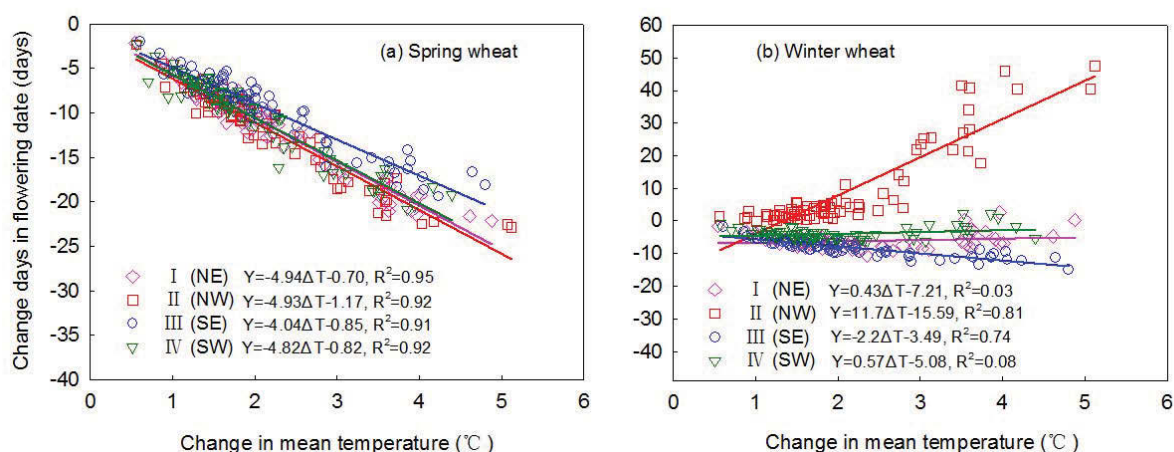 Change days in flowering date (days)
0
-5
-10
-15
-20
-25
-30
-35
-40
(a) Spring wheat
Ⅰ (NE) Y=-4.94ΔT-0.70, R²=0.95
Ⅱ (NW) Y=-4.93ΔT-1.17, R²=0.92
Ⅲ (SE) Y=-4.04ΔT-0.85, R²=0.91
Ⅳ (SW) Y=-4.82ΔT-0.82, R²=0.92
0 1 2 3 4 5 6
Change in mean temperature (℃)
60
50
40
30
20
10
0
-10
-20
-30
-40
(b) Winter wheat
Ⅰ (NE) Y=0.43ΔT-7.21, R²=0.03
Ⅱ (NW) Y=11.7ΔT-15.59, R²=0.81
Ⅲ (SE) Y=-2.2ΔT-3.49, R²=0.74
Ⅳ (SW) Y=0.57ΔT-5.08, R²=0.08
0 1 2 3 4 5 6
Change in mean temperature (℃)